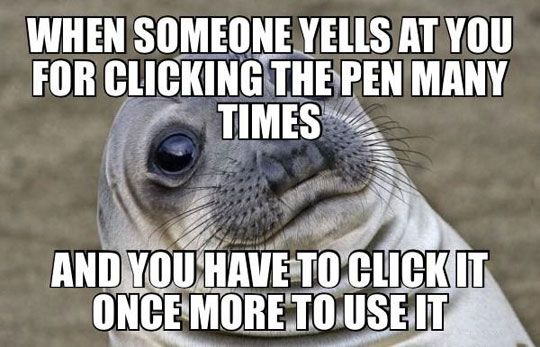 WHEN SOMEONE YELLS AT YOU
FOR CLICKING THE PEN MANY
TIMES
AND YOU HAVE TO CLICK IT
ONCE MORE TO USE IT